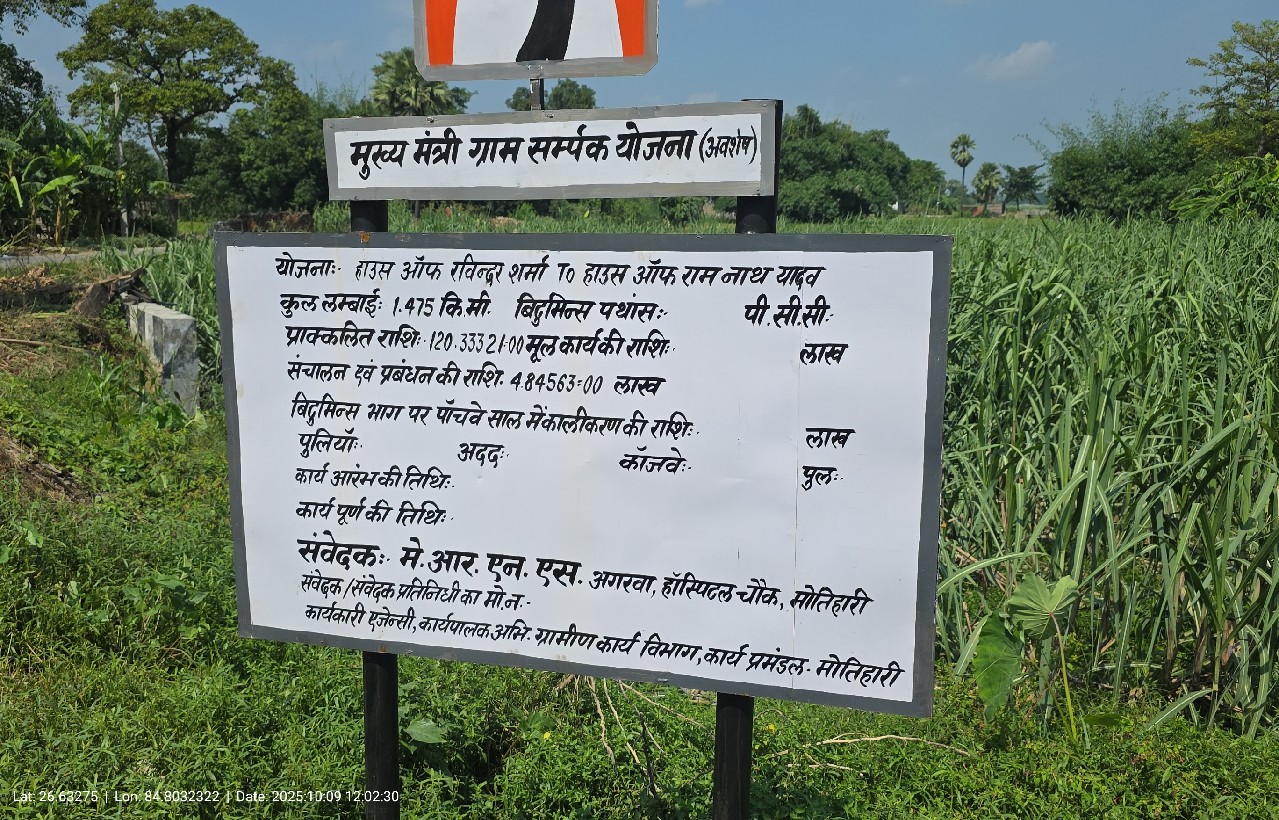 मुख्य मंत्री ग्राम सर्म्पक योजना (अवशेष)
योजनाः- हाउस ऑफ रविन्द्र शर्मा To हाउस ऑफ राम नाथ यादव
कुल लम्बाईः 1.475 कि.मी. बिटुमिन्स पथांसः- पी.सी.सीः-
प्राक्कलित राशिः 120.33321=00 मूल कार्य की राशिः- लाख
संचालन एवं प्रबंधन की राशि. 4.84563=00 लाख
बिटुमिन्स भाग पर पॉचवे साल में कालीकरण की राशिः- लाख
पुलियॉः- अददः- कॉजवेः- पुलः-
कार्य आरंभ की तिथिः-
कार्य पूर्ण की तिथिः-
संवेदकः- मे. आर. एन. एस. अगरवा, हॉस्पिटल चौक, मोतिहारी
संवेदक/संवेदक प्रतिनिधी का मो.न.-
कार्यकारी एजेन्सी, कार्यपालक अभि. ग्रामीण कार्य विभाग, कार्य प्रमंडल- मोतिहारी
Lat: 26.63275 | Lon: 84.8032322 | Date: 2025:10:09 12:02:30